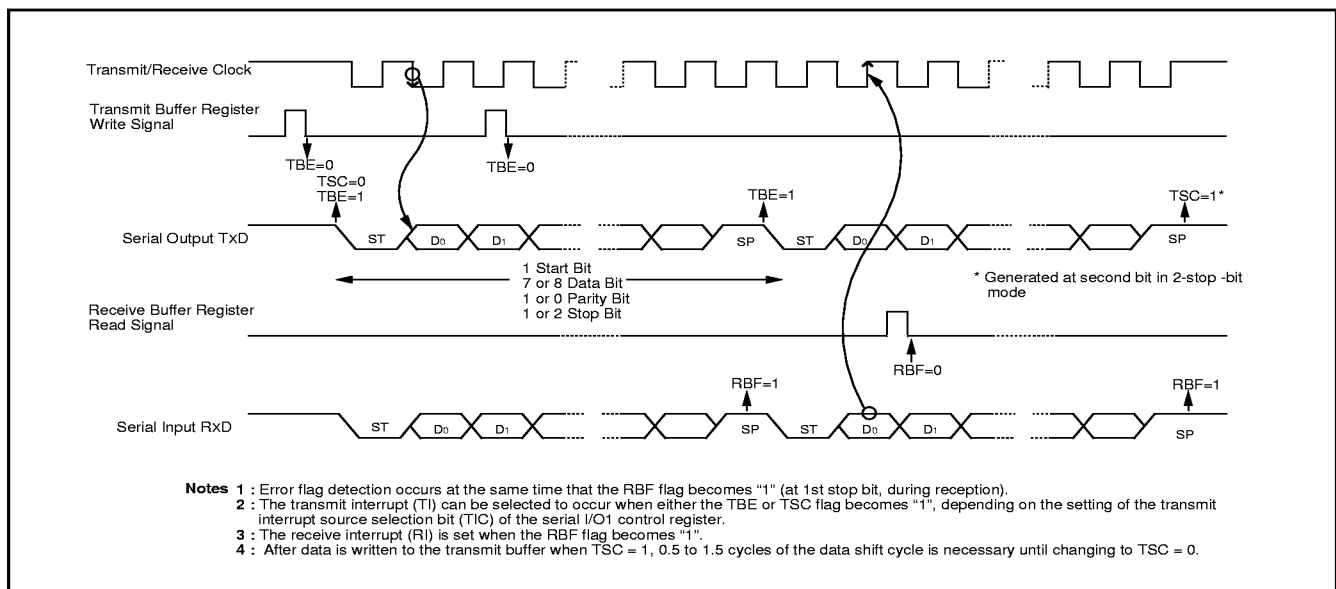 Transmit/Receive Clock
Transmit Buffer Register
Write Signal
TBE=0
TBE=0
TSC=0
TBE=1
TBE=1
TSC=1*
Serial Output TxD
ST
D0
D1
SP
ST
D0
D1
SP
1 Start Bit
7 or 8 Data Bit
1 or 0 Parity Bit
1 or 2 Stop Bit
* Generated at second bit in 2-stop -bit
mode
Receive Buffer Register
Read Signal
RBF=0
RBF=1
RBF=1
Serial Input RxD
ST
D0
D1
SP
ST
D0
D1
SP
Notes 1 : Error flag detection occurs at the same time that the RBF flag becomes “1” (at 1st stop bit, during reception).
2 : The transmit interrupt (TI) can be selected to occur when either the TBE or TSC flag becomes “1”, depending on the setting of the transmit
interrupt source selection bit (TIC) of the serial I/O1 control register.
3 : The receive interrupt (RI) is set when the RBF flag becomes “1”.
4 : After data is written to the transmit buffer when TSC = 1, 0.5 to 1.5 cycles of the data shift cycle is necessary until changing to TSC = 0.